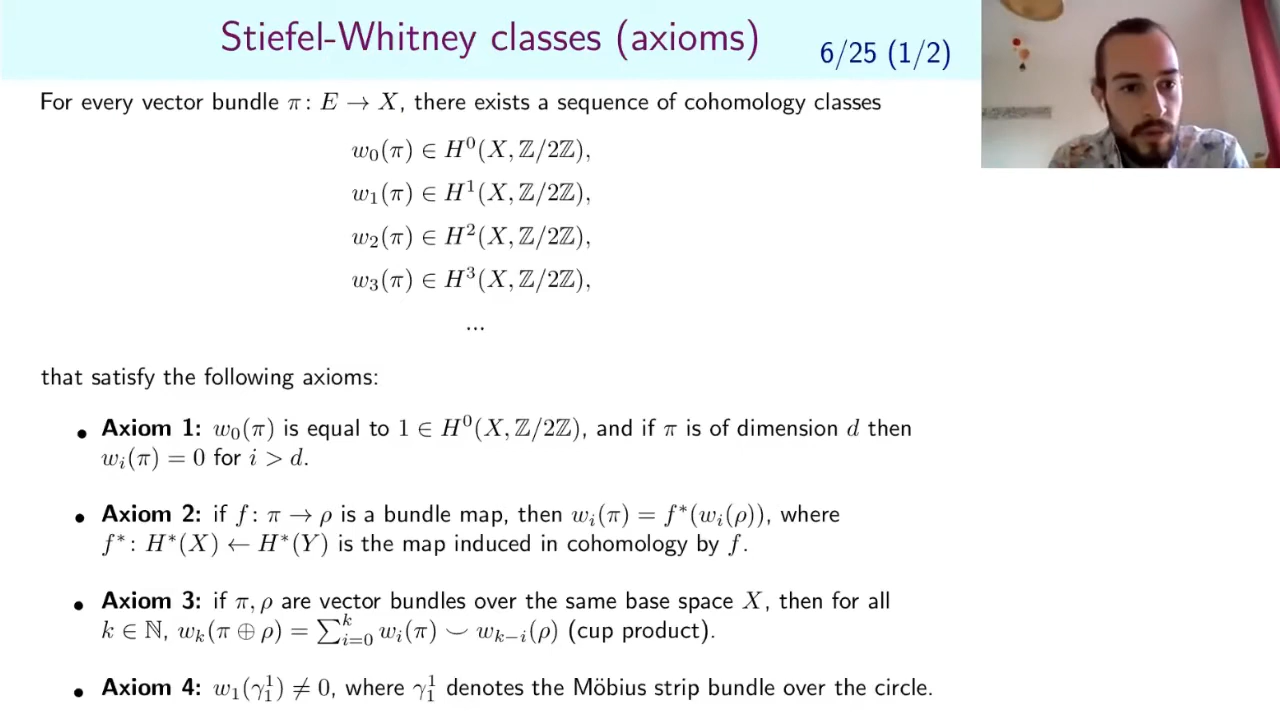 Stiefel-Whitney classes (axioms)
6/25 (1/2)
For every vector bundle π: E → X, there exists a sequence of cohomology classes
w₀(π) ∈ H⁰(X, ℤ/2ℤ),
w₁(π) ∈ H¹(X, ℤ/2ℤ),
w₂(π) ∈ H²(X, ℤ/2ℤ),
w₃(π) ∈ H³(X, ℤ/2ℤ),
...
that satisfy the following axioms:
• Axiom 1: w₀(π) is equal to 1 ∈ H⁰(X, ℤ/2ℤ), and if π is of dimension d then
wᵢ(π) = 0 for i > d.
• Axiom 2: if f: π → ρ is a bundle map, then wᵢ(π) = f*(wᵢ(ρ)), where
f*: H*(X) ← H*(Y) is the map induced in cohomology by f.
• Axiom 3: if π, ρ are vector bundles over the same base space X, then for all
k ∈ ℕ, wₖ(π ⊕ ρ) = ∑ᵢ₌₀ᵏ wᵢ(π) ⌣ wₖ₋ᵢ(ρ) (cup product).
• Axiom 4: w₁(γ₁¹) ≠ 0, where γ₁¹ denotes the Möbius strip bundle over the circle.